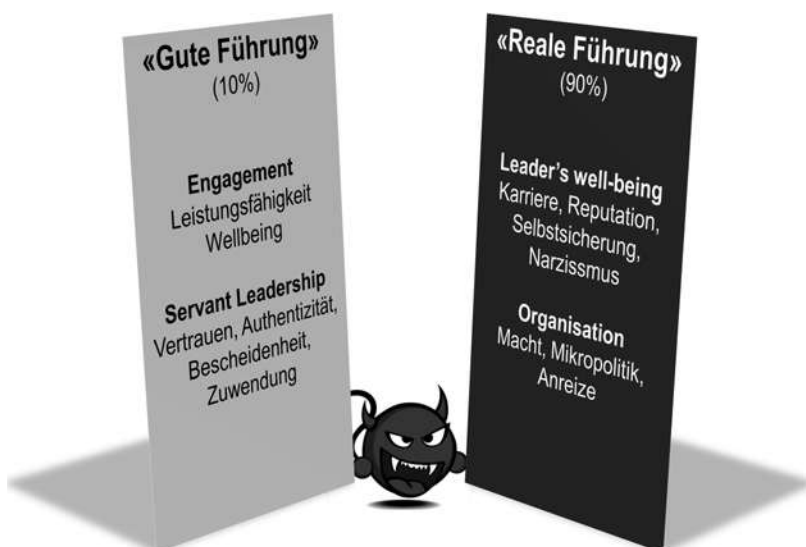 «Gute Führung»
(10%)
Engagement
Leistungsfähigkeit
Wellbeing
Servant Leadership
Vertrauen, Authentizität,
Bescheidenheit,
Zuwendung
«Reale Führung»
(90%)
Leader's well-being
Karriere, Reputation,
Selbstsicherung,
Narzissmus
Organisation
Macht, Mikropolitik,
Anreize